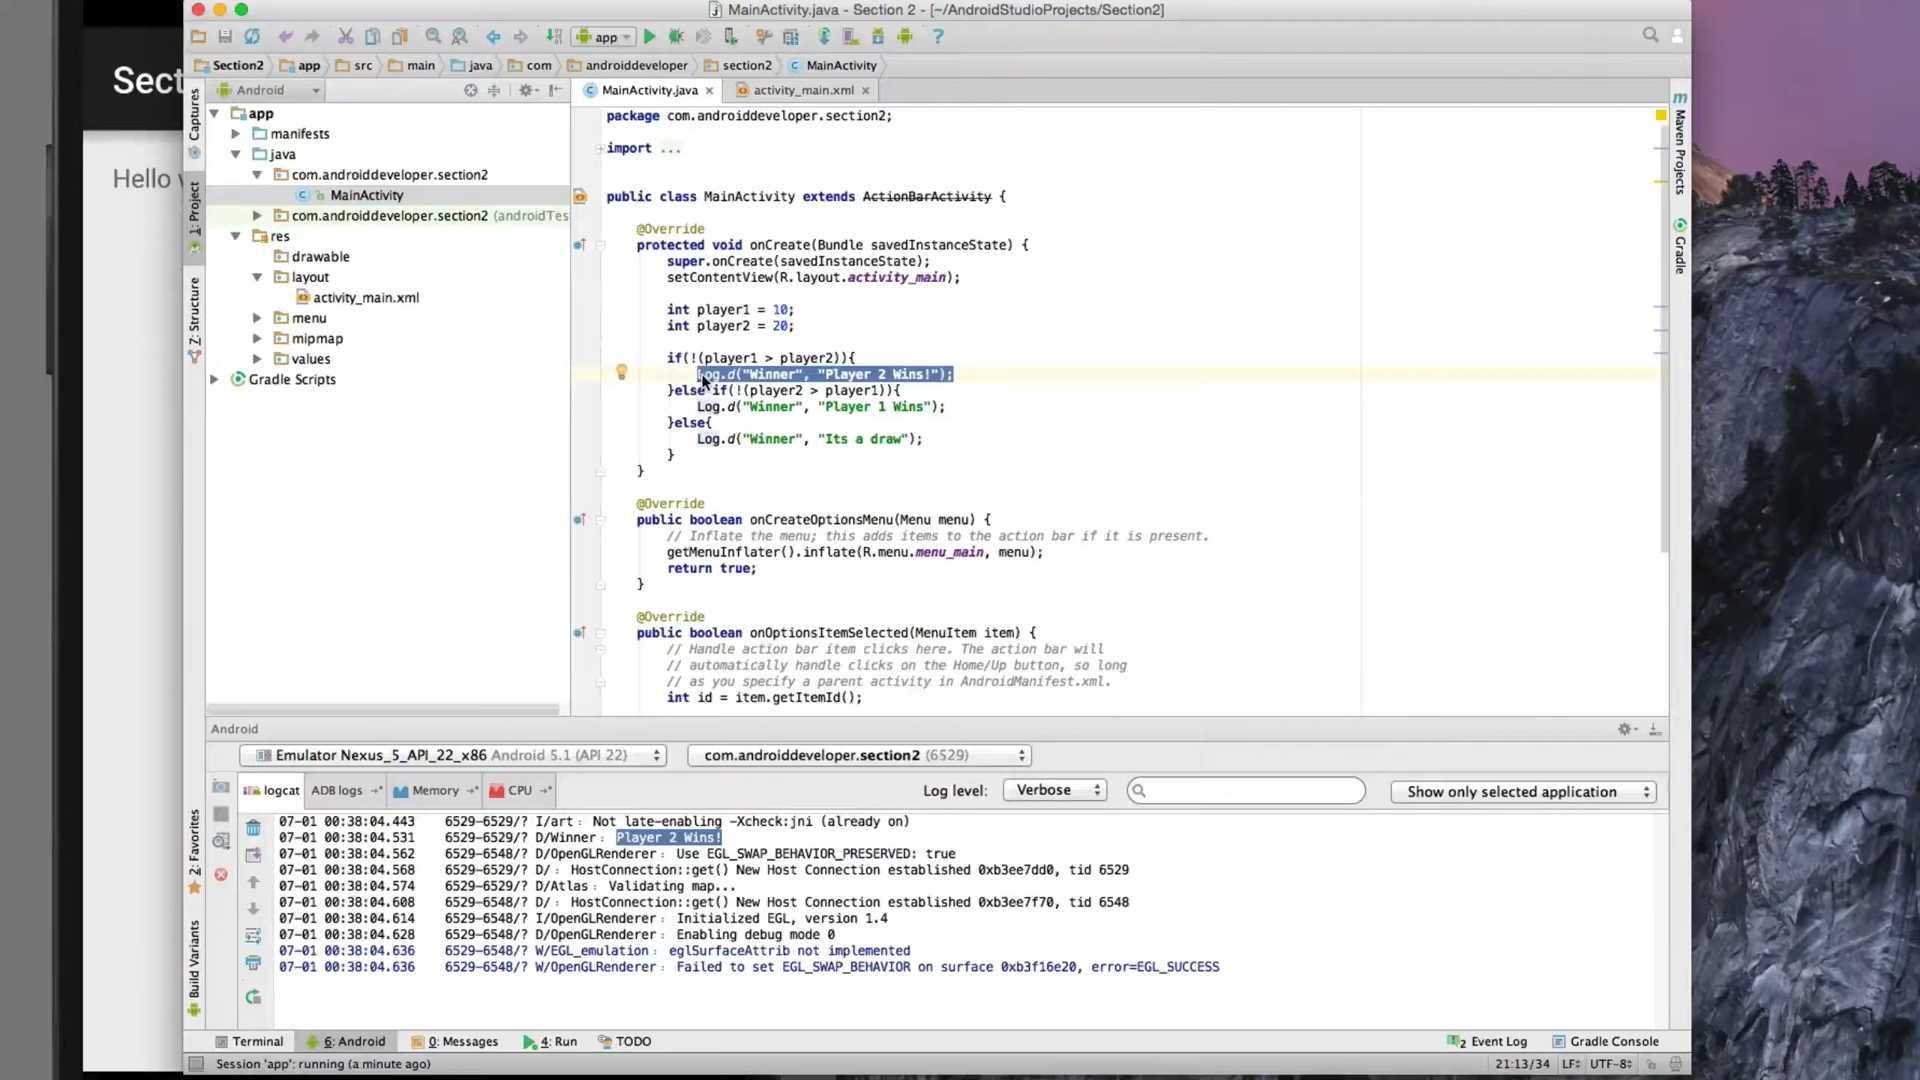 MainActivity.java - Section 2 - [~/AndroidStudioProjects/Section2]
Sect
Hello
app
Section2
app
src
main
java
com
androiddeveloper
section2
MainActivity
Captures
1: Project
7: Structure
2: Favorites
Build Variants
Android
app
manifests
java
com.androiddeveloper.section2
MainActivity
com.androiddeveloper.section2 (androidTes
res
drawable
layout
activity_main.xml
menu
mipmap
values
Gradle Scripts
MainActivity.java
activity_main.xml
package com.androiddeveloper.section2;
import ...
public class MainActivity extends ActionBarActivity {
@Override
protected void onCreate(Bundle savedInstanceState) {
super.onCreate(savedInstanceState);
setContentView(R.layout.activity_main);
int player1 = 10;
int player2 = 20;
if(!(player1 > player2)){
Log.d("Winner", "Player 2 Wins!");
}else if(!(player2 > player1)){
Log.d("Winner", "Player 1 Wins");
}else{
Log.d("Winner", "Its a draw");
}
}
@Override
public boolean onCreateOptionsMenu(Menu menu) {
// Inflate the menu; this adds items to the action bar if it is present.
getMenuInflater().inflate(R.menu.menu_main, menu);
return true;
}
@Override
public boolean onOptionsItemSelected(MenuItem item) {
// Handle action bar item clicks here. The action bar will
// automatically handle clicks on the Home/Up button, so long
// as you specify a parent activity in AndroidManifest.xml.
int id = item.getItemId();
Maven Projects
Gradle
Android
Emulator Nexus_5_API_22_x86 Android 5.1 (API 22)
com.androiddeveloper.section2 (6529)
logcat
ADB logs
Memory
CPU
Log level:
Verbose
Show only selected application
07-01 00:38:04.443 6529-6529/? I/art﹕ Not late-enabling -Xcheck:jni (already on)
07-01 00:38:04.531 6529-6529/? D/Winner﹕ Player 2 Wins!
07-01 00:38:04.562 6529-6548/? D/OpenGLRenderer﹕ Use EGL_SWAP_BEHAVIOR_PRESERVED: true
07-01 00:38:04.568 6529-6529/? D/﹕ HostConnection::get() New Host Connection established 0xb3ee7dd0, tid 6529
07-01 00:38:04.574 6529-6529/? D/Atlas﹕ Validating map...
07-01 00:38:04.608 6529-6548/? D/﹕ HostConnection::get() New Host Connection established 0xb3ee7f70, tid 6548
07-01 00:38:04.614 6529-6548/? I/OpenGLRenderer﹕ Initialized EGL, version 1.4
07-01 00:38:04.628 6529-6548/? D/OpenGLRenderer﹕ Enabling debug mode 0
07-01 00:38:04.636 6529-6548/? W/EGL_emulation﹕ eglSurfaceAttrib not implemented
07-01 00:38:04.636 6529-6548/? W/OpenGLRenderer﹕ Failed to set EGL_SWAP_BEHAVIOR on surface 0xb3f16e20, error=EGL_SUCCESS
Terminal
6: Android
0: Messages
4: Run
TODO
2 Event Log
Gradle Console
Session 'app': running (a minute ago)
21:13/34
LF
UTF-8